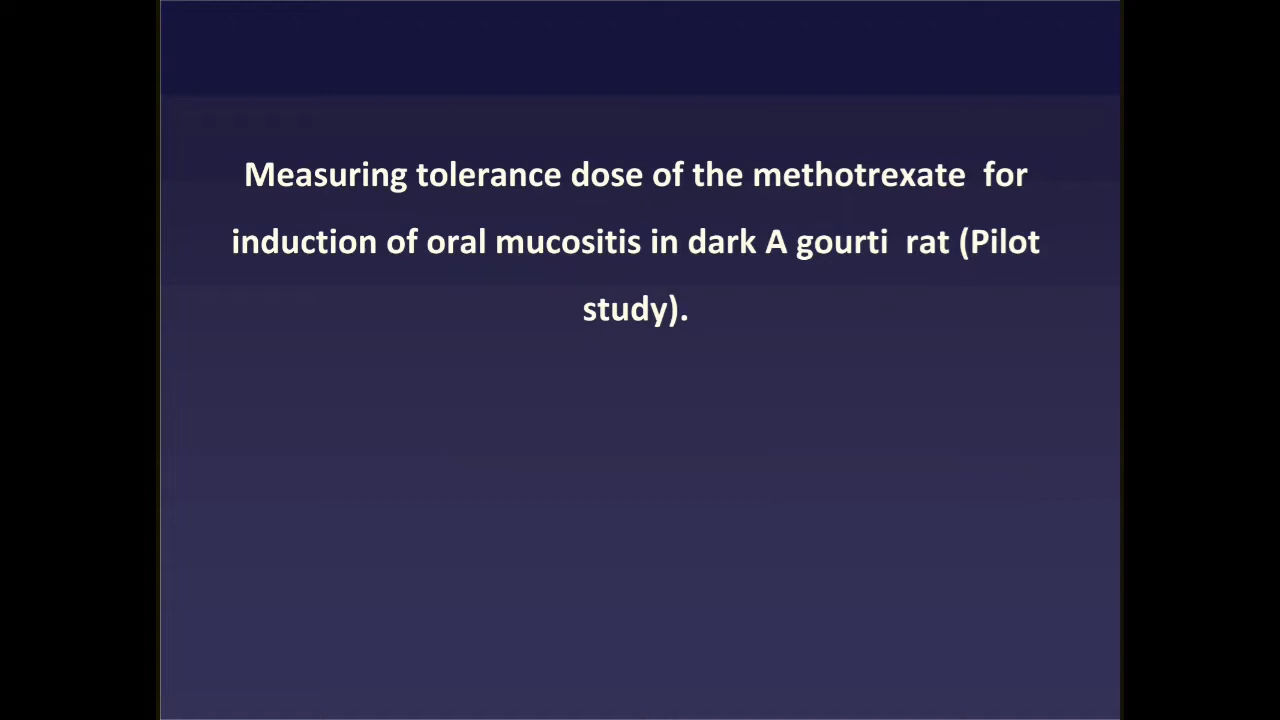 Measuring tolerance dose of the methotrexate  for
induction of oral mucositis in dark A gourti  rat (Pilot
study).